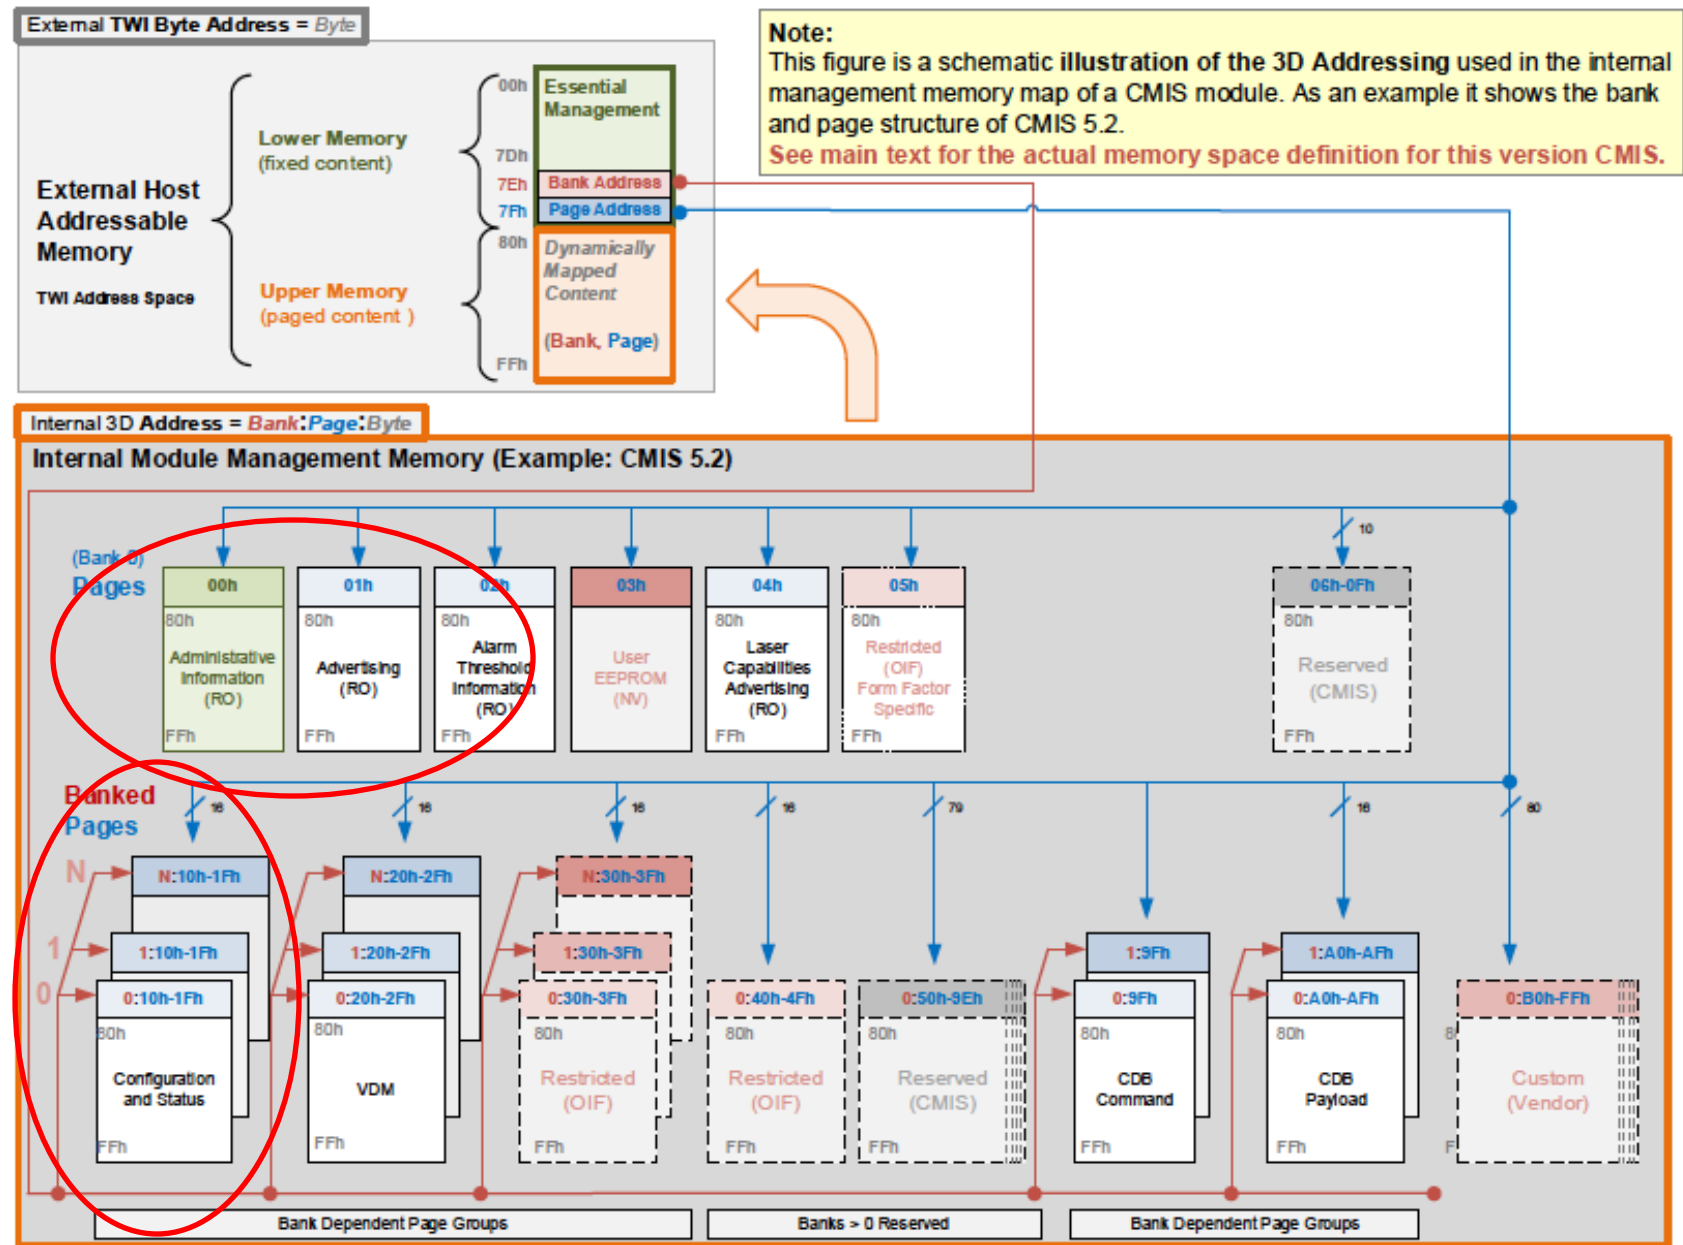 External TWI Byte Address = Byte
Note:
This figure is a schematic illustration of the 3D Addressing used in the internal
management memory map of a CMIS module. As an example it shows the bank
and page structure of CMIS 5.2.
See main text for the actual memory space definition for this version CMIS.
External Host
Addressable
Memory
TWI Address Space
Lower Memory
(fixed content)
Upper Memory
(paged content )
00h
7Dh
7Eh
7Fh
80h
FFh
Essential
Management
Bank Address
Page Address
Dynamically
Mapped
Content
(Bank, Page)
Internal 3D Address = Bank:Page:Byte
Internal Module Management Memory (Example: CMIS 5.2)
(Bank 0)
Pages
10
00h
80h
Administrative
Information
(RO)
FFh
01h
80h
Advertising
(RO)
FFh
02h
80h
Alarm
Threshold
Information
(RO)
FFh
03h
User
EEPROM
(NV)
04h
80h
Laser
Capabilities
Advertising
(RO)
FFh
05h
80h
Restricted
(OIF)
Form Factor
Specific
FFh
06h-0Fh
80h
Reserved
(CMIS)
FFh
Banked
Pages
16
16
16
16
79
16
80
N
1
0
N:10h-1Fh
1:10h-1Fh
0:10h-1Fh
80h
Configuration
and Status
FFh
N:20h-2Fh
1:20h-2Fh
0:20h-2Fh
80h
VDM
FFh
N:30h-3Fh
1:30h-3Fh
0:30h-3Fh
80h
Restricted
(OIF)
FFh
0:40h-4Fh
80h
Restricted
(OIF)
FFh
0:50h-9Eh
80h
Reserved
(CMIS)
FFh
1:9Fh
0:9Fh
80h
CDB
Command
FFh
1:A0h-AFh
0:A0h-AFh
80h
CDB
Payload
FFh
0:B0h-FFh
8
Custom
(Vendor)
F
Bank Dependent Page Groups
Banks > 0 Reserved
Bank Dependent Page Groups